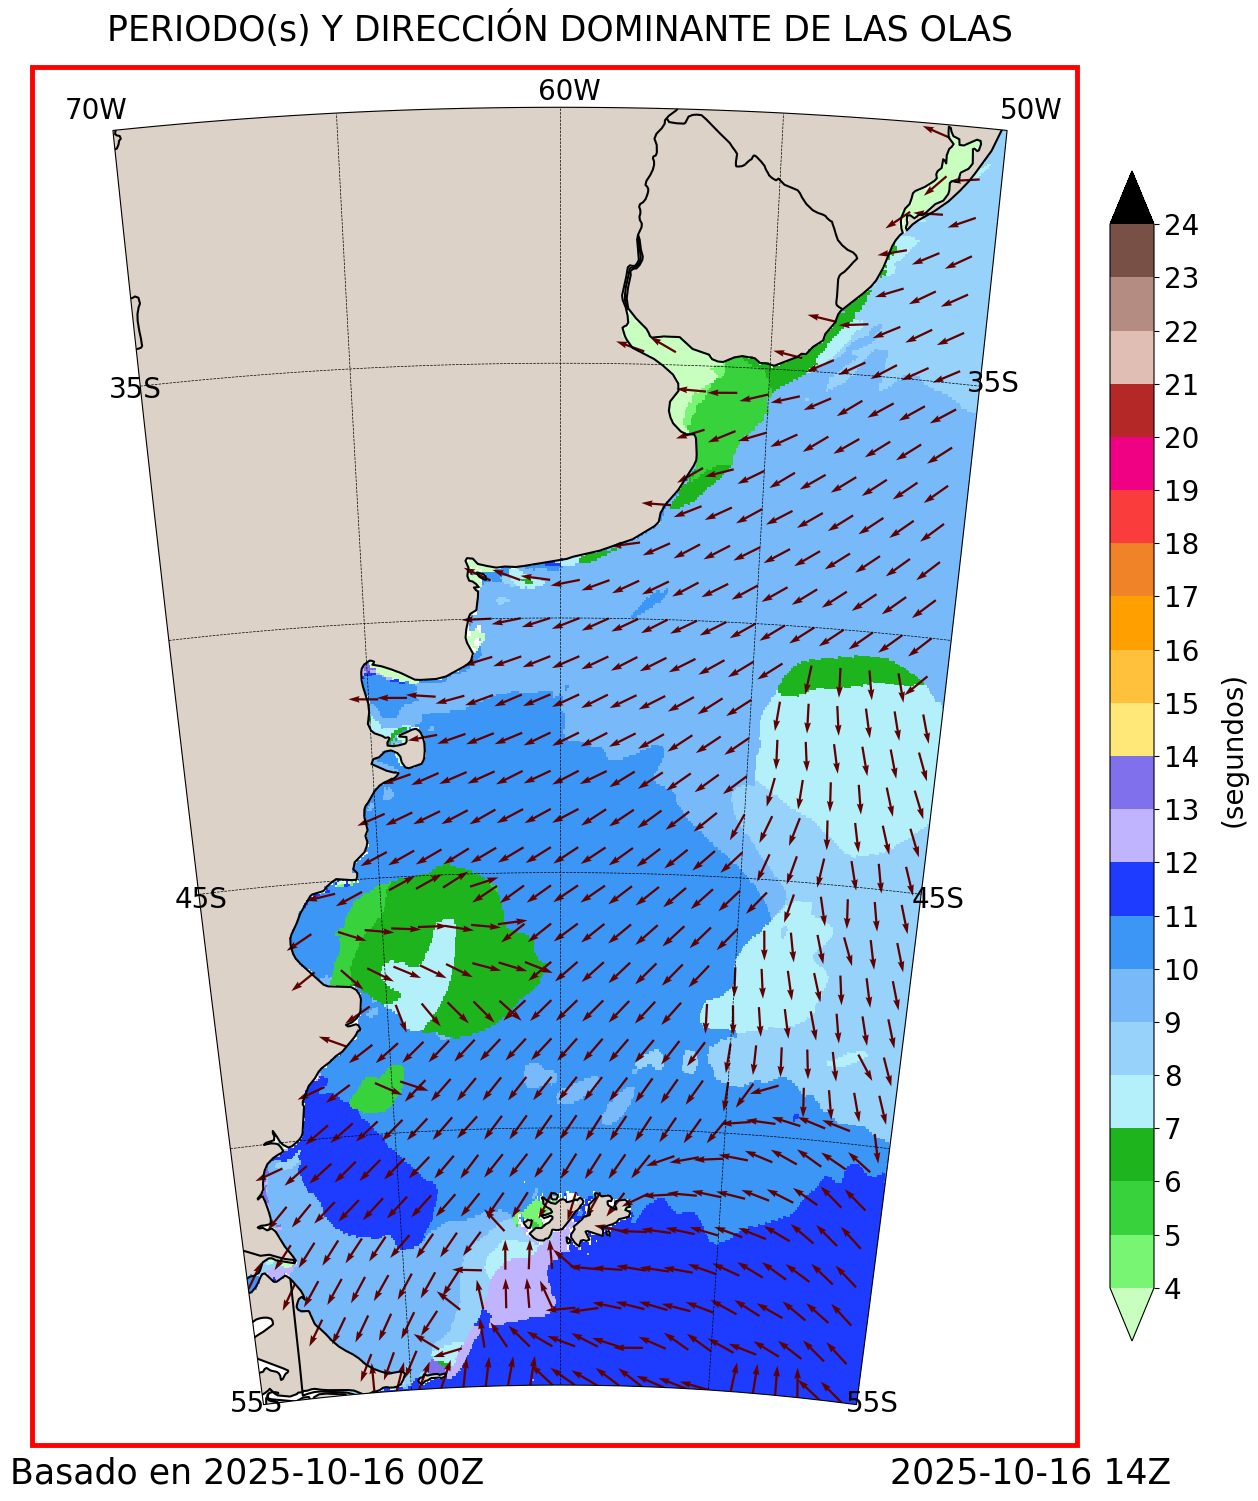 PERIODO(s) Y DIRECCIÓN DOMINANTE DE LAS OLAS
70W
60W
50W
35S
35S
45S
45S
55S
55S
24
23
22
21
20
19
18
17
16
15
14
13
12
11
10
9
8
7
6
5
4
(segundos)
Basado en 2025-10-16 00Z
2025-10-16 14Z